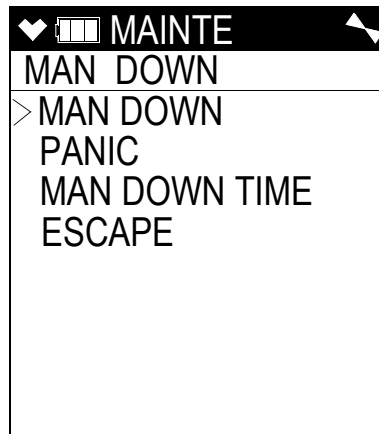 MAINTE
MAN DOWN
>MAN DOWN
PANIC
MAN DOWN TIME
ESCAPE